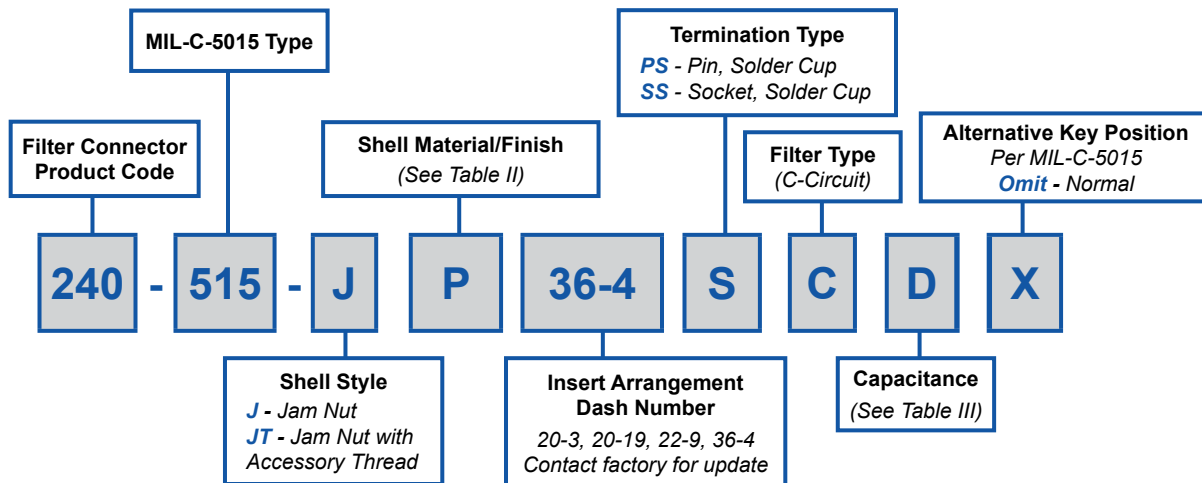 MIL-C-5015 Type
Termination Type
PS - Pin, Solder Cup
SS - Socket, Solder Cup
Filter Connector
Product Code
Shell Material/Finish
(See Table II)
Filter Type
(C-Circuit)
Alternative Key Position
Per MIL-C-5015
Omit - Normal
240 - 515 - J P 36-4 S C D X
Shell Style
J - Jam Nut
JT - Jam Nut with
Accessory Thread
Insert Arrangement
Dash Number
20-3, 20-19, 22-9, 36-4
Contact factory for update
Capacitance
(See Table III)